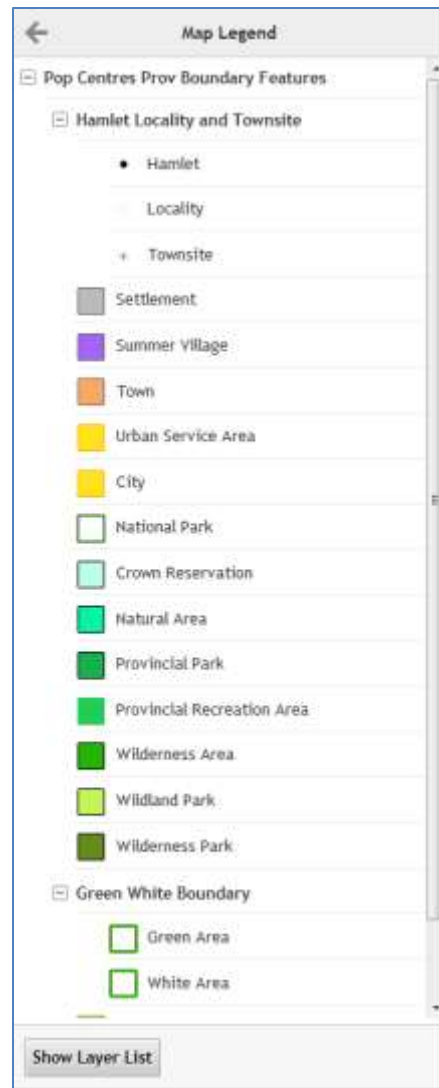 Map Legend
Pop Centres Prov Boundary Features
Hamlet Locality and Townsite
Hamlet
Locality
Townsite
Settlement
Summer Village
Town
Urban Service Area
City
National Park
Crown Reservation
Natural Area
Provincial Park
Provincial Recreation Area
Wilderness Area
Wildland Park
Wilderness Park
Green White Boundary
Green Area
White Area
Show Layer List